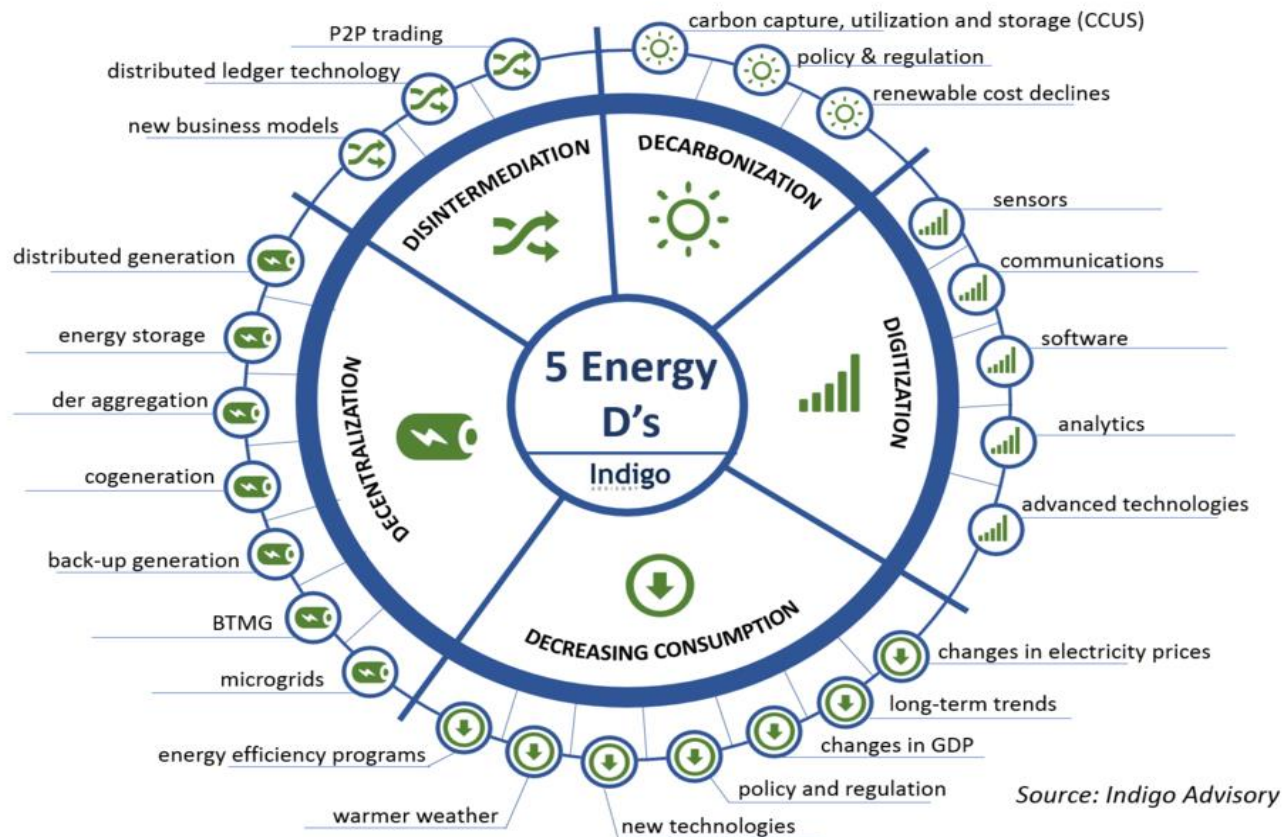 P2P trading
distributed ledger technology
new business models
carbon capture, utilization and storage (CCUS)
policy & regulation
renewable cost declines
DISINTERMEDIATION
DECARBONIZATION
DIGITIZATION
DECREASING CONSUMPTION
DECENTRALIZATION
5 Energy
D's
Indigo
ADVISORY
sensors
communications
software
analytics
advanced technologies
changes in electricity prices
long-term trends
changes in GDP
policy and regulation
new technologies
warmer weather
energy efficiency programs
distributed generation
energy storage
der aggregation
cogeneration
back-up generation
BTMG
microgrids
Source: Indigo Advisory